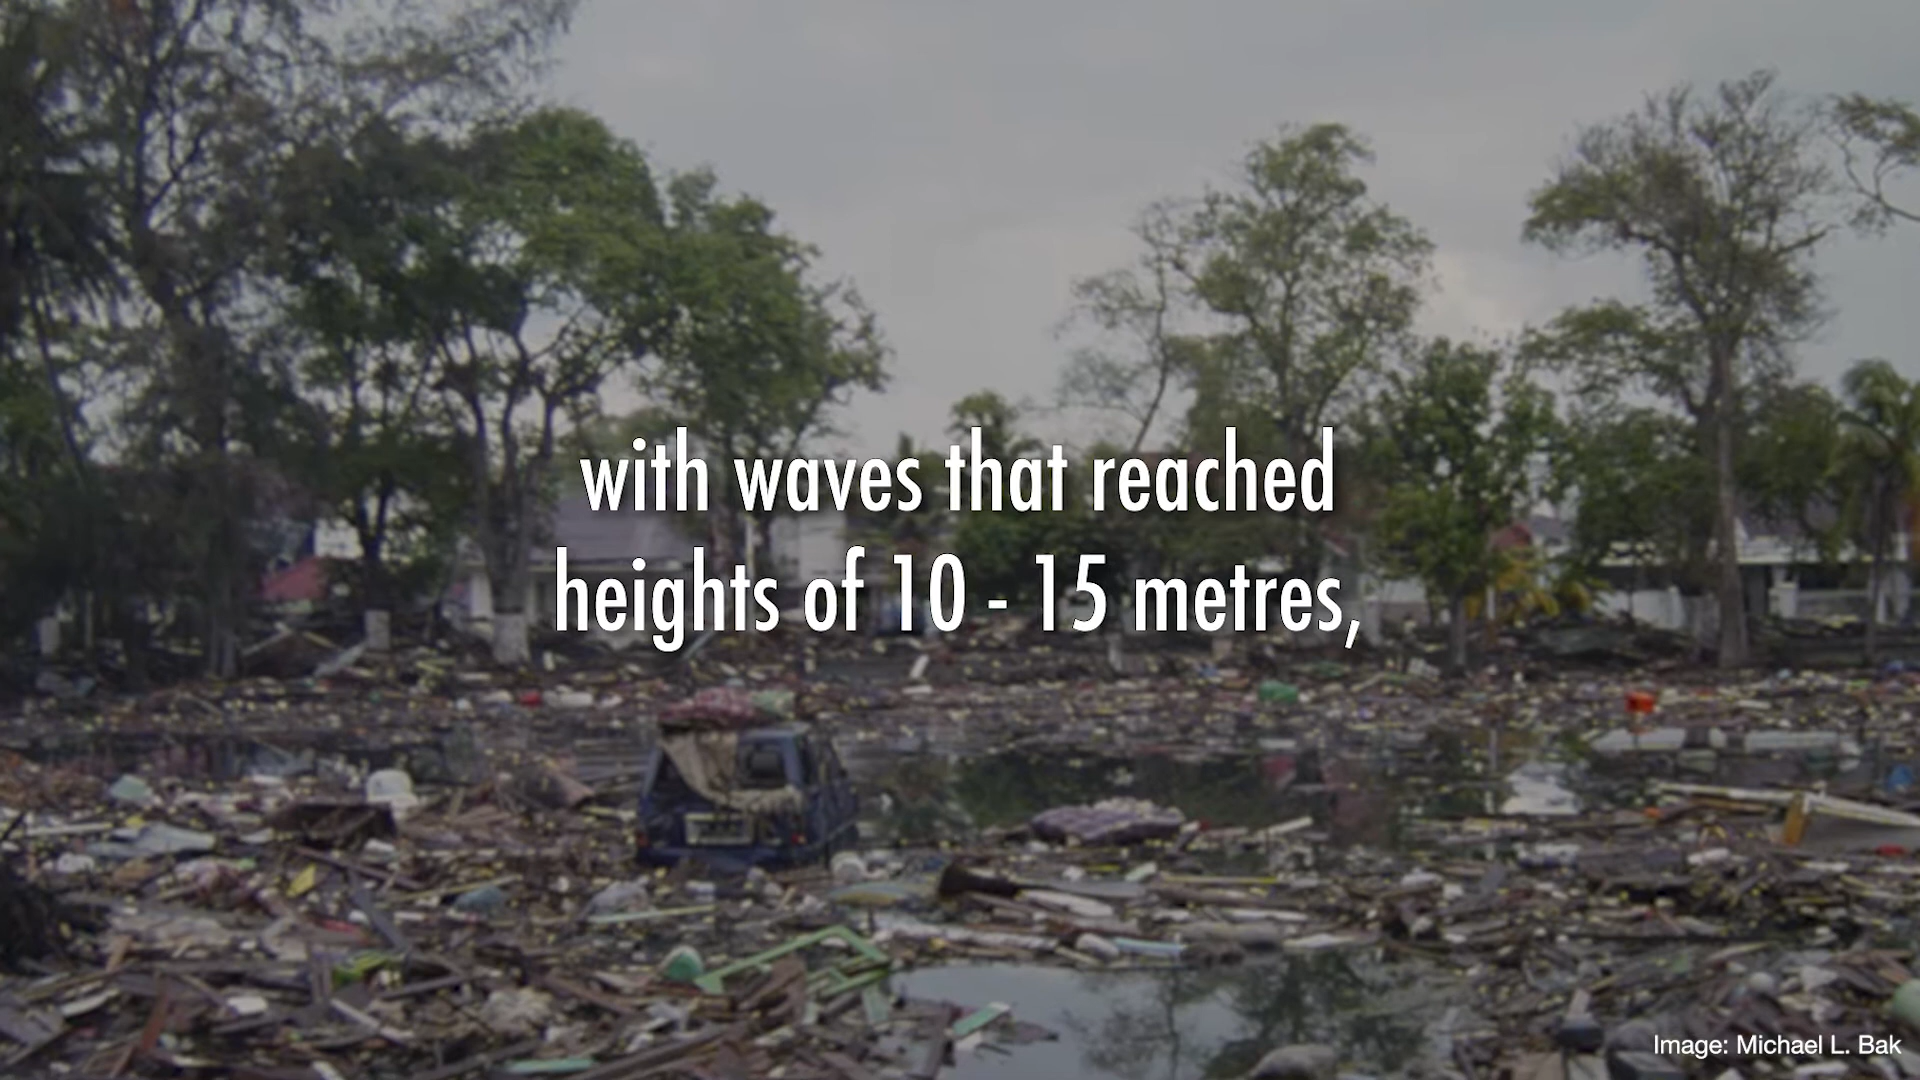 with waves that reached
heights of 10 - 15 metres,
Image: Michael L. Bak